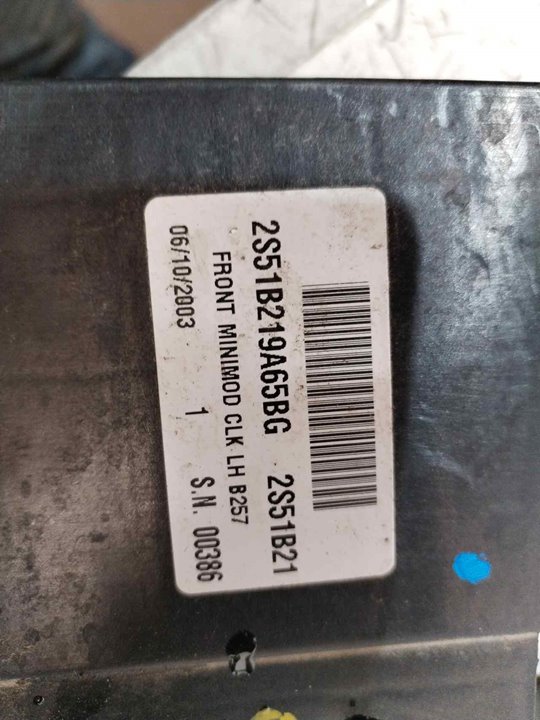 2S51B219A65BG 2S51B21
FRONT MINIMOD CLK LH B257
06/10/2003 1 S.N. 00386